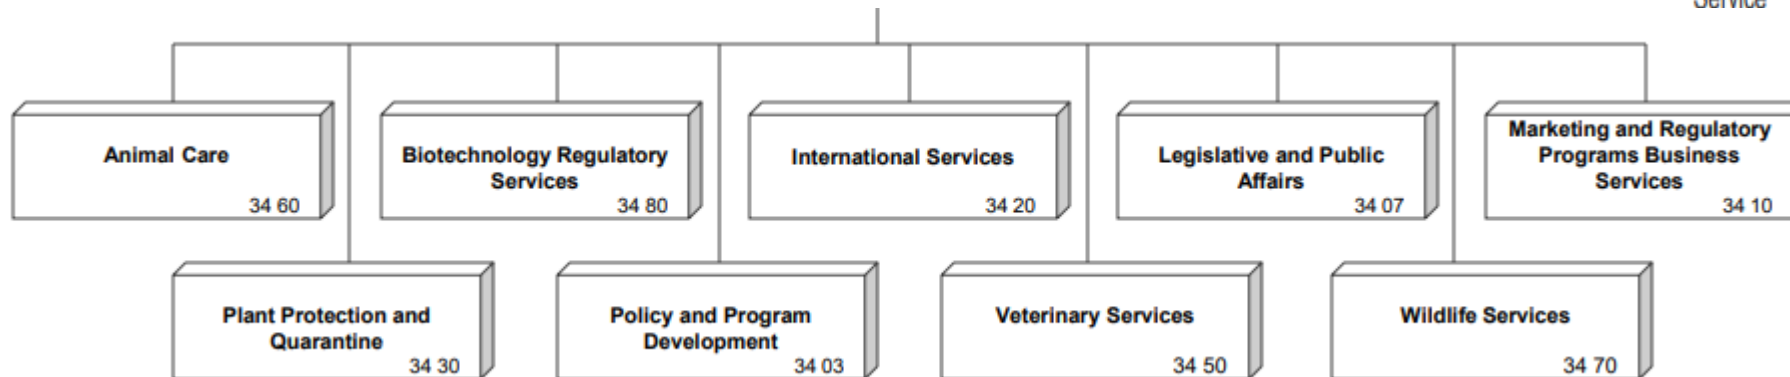 Service
Animal Care
34 60
Biotechnology Regulatory
Services
34 80
International Services
34 20
Legislative and Public
Affairs
34 07
Marketing and Regulatory
Programs Business
Services
34 10
Plant Protection and
Quarantine
34 30
Policy and Program
Development
34 03
Veterinary Services
34 50
Wildlife Services
34 70